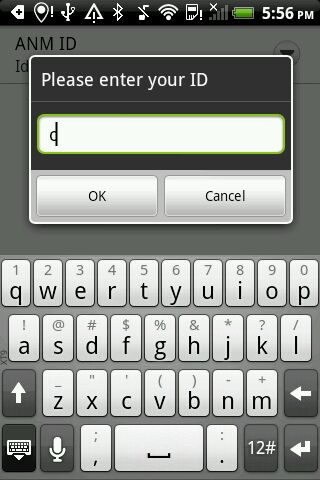 5:56 PM
ANM ID
Please enter your ID
OK Cancel
1 2 3 4 5 6 7 8 9 0
q w e r t y u i o p
! @ # $ % & * ? /
a s d f g h j k l
_ " ' ( ) - +
z x c v b n m
; :
, . 12#
XT9